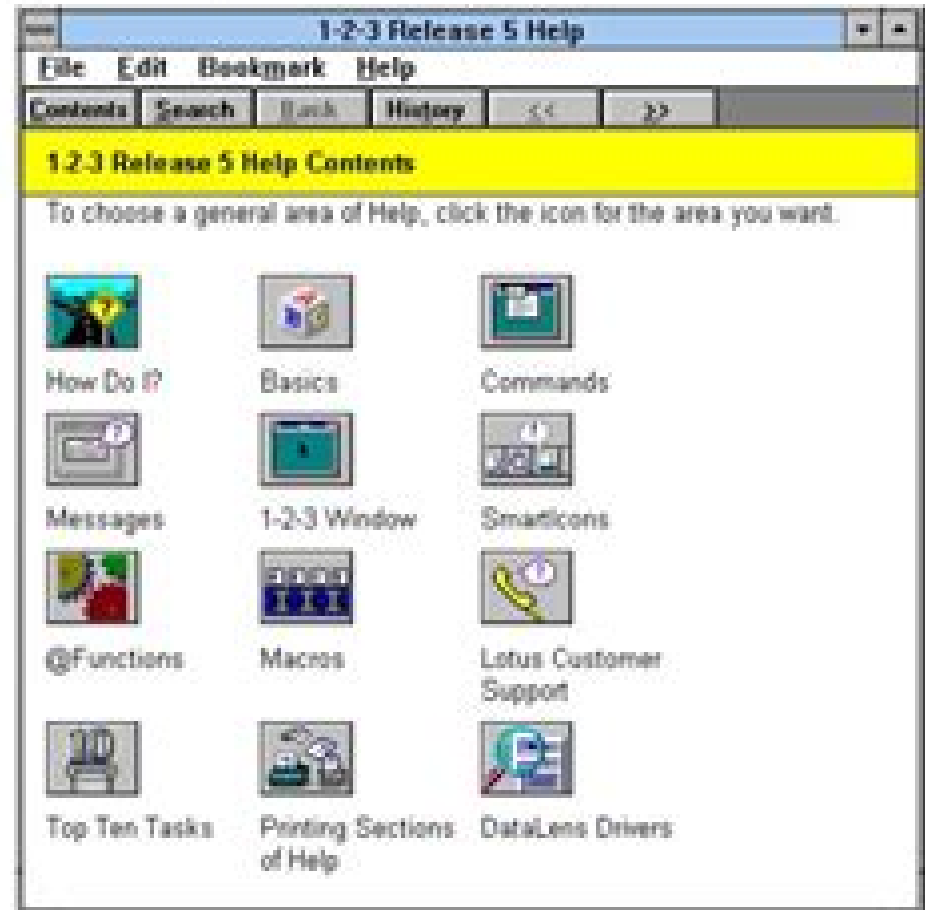 1-2-3 Release 5 Help
File Edit Bookmark Help
Contents Search Back History << >>
1-2-3 Release 5 Help Contents
To choose a general area of Help, click the icon for the area you want.
How Do I? Basics Commands
Messages 1-2-3 Window SmartIcons
@Functions Macros Lotus Customer Support
10
Top Ten Tasks Printing Sections of Help DataLens Drivers